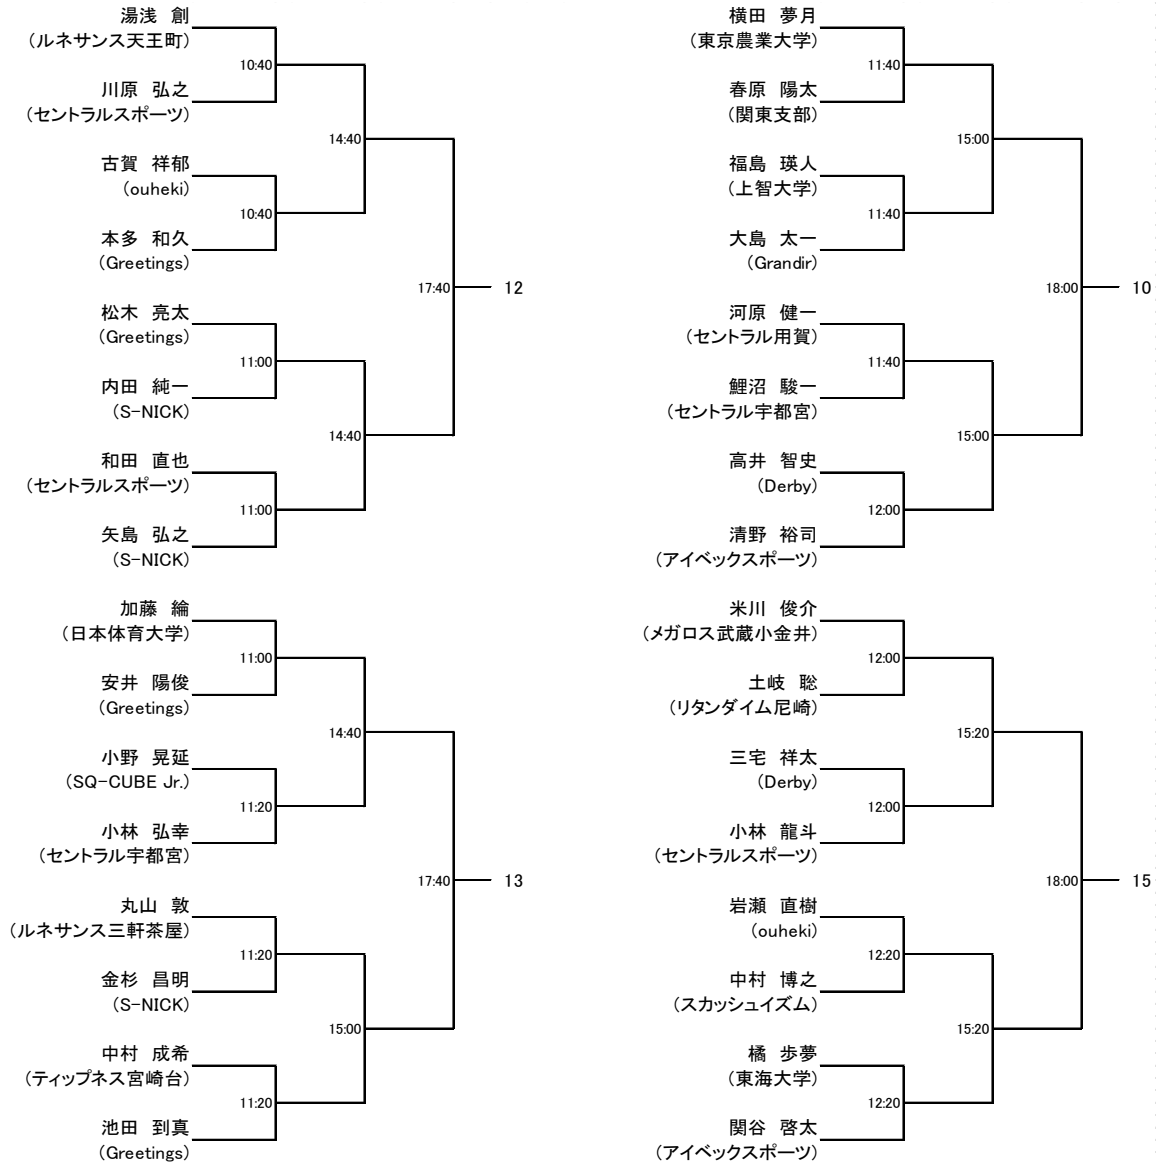 湯浅 創
(ルネサンス天王町)
10:40
川原 弘之
(セントラルスポーツ)
14:40
古賀 祥郁
(ouheki)
10:40
本多 和久
(Greetings)
17:40 12
松木 亮太
(Greetings)
11:00
内田 純一
(S-NICK)
14:40
和田 直也
(セントラルスポーツ)
11:00
矢島 弘之
(S-NICK)
加藤 綸
(日本体育大学)
11:00
安井 陽俊
(Greetings)
14:40
小野 晃延
(SQ-CUBE Jr.)
11:20
小林 弘幸
(セントラル宇都宮)
17:40 13
丸山 敦
(ルネサンス三軒茶屋)
11:20
金杉 昌明
(S-NICK)
15:00
中村 成希
(ティップネス宮崎台)
11:20
池田 到真
(Greetings)
横田 夢月
(東京農業大学)
11:40
春原 陽太
(関東支部)
15:00
福島 瑛人
(上智大学)
11:40
大島 太一
(Grandir)
18:00 10
河原 健一
(セントラル用賀)
11:40
鯉沼 駿一
(セントラル宇都宮)
15:00
高井 智史
(Derby)
12:00
清野 裕司
(アイベックスポーツ)
米川 俊介
(メガロス武蔵小金井)
12:00
土岐 聡
(リタンダイム尼崎)
15:20
三宅 祥太
(Derby)
12:00
小林 龍斗
(セントラルスポーツ)
18:00 15
岩瀬 直樹
(ouheki)
12:20
中村 博之
(スカッシュイズム)
15:20
橘 歩夢
(東海大学)
12:20
関谷 啓太
(アイベックスポーツ)